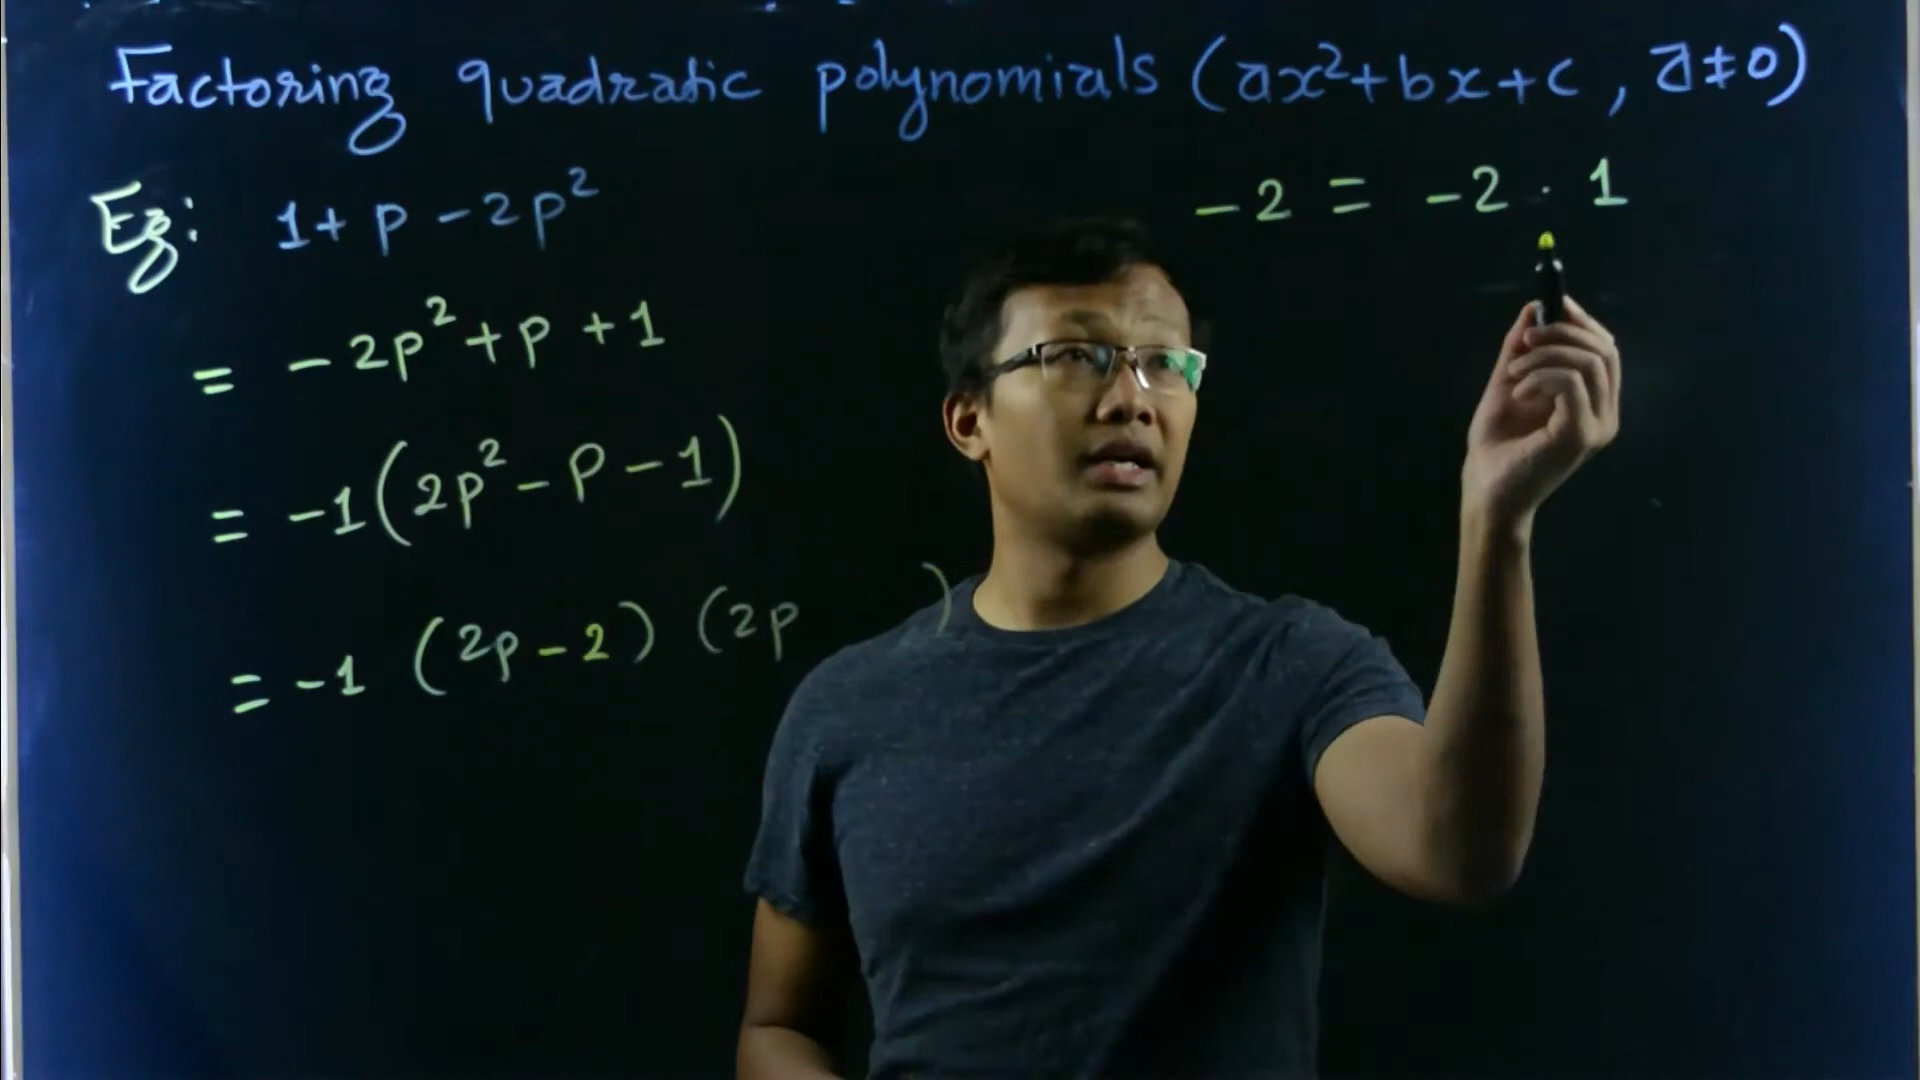 Factoring quadratic polynomials (ax²+bx+c, a≠0)
Eg: 1+p-2p²
-2 = -2 · 1
= -2p²+p+1
= -1(2p²-p-1)
= -1 (2p-2) (2p )